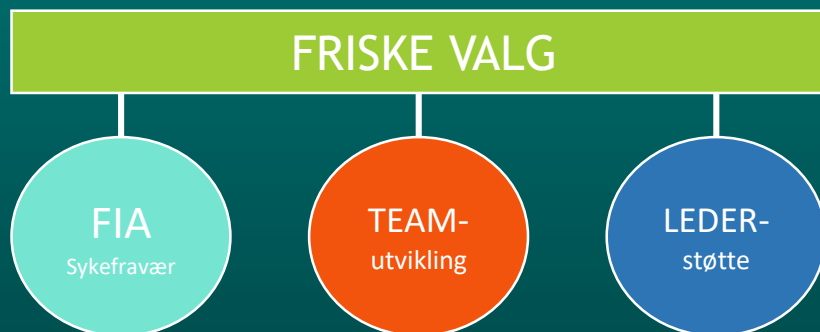 FRISKE VALG
FIA
Sykefravær
TEAM-
utvikling
LEDER-
støtte